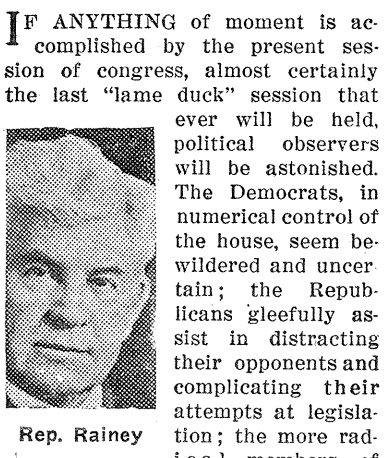 IF ANYTHING of moment is ac-
complished by the present ses-
sion of congress, almost certainly
the last "lame duck" session that
ever will be held,
political observers
will be astonished.
The Democrats, in
numerical control of
the house, seem be-
wildered and uncer-
tain; the Repub-
licans gleefully as-
sist in distracting
their opponents and
complicating their
attempts at legisla-
tion; the more rad-
Rep. Rainey